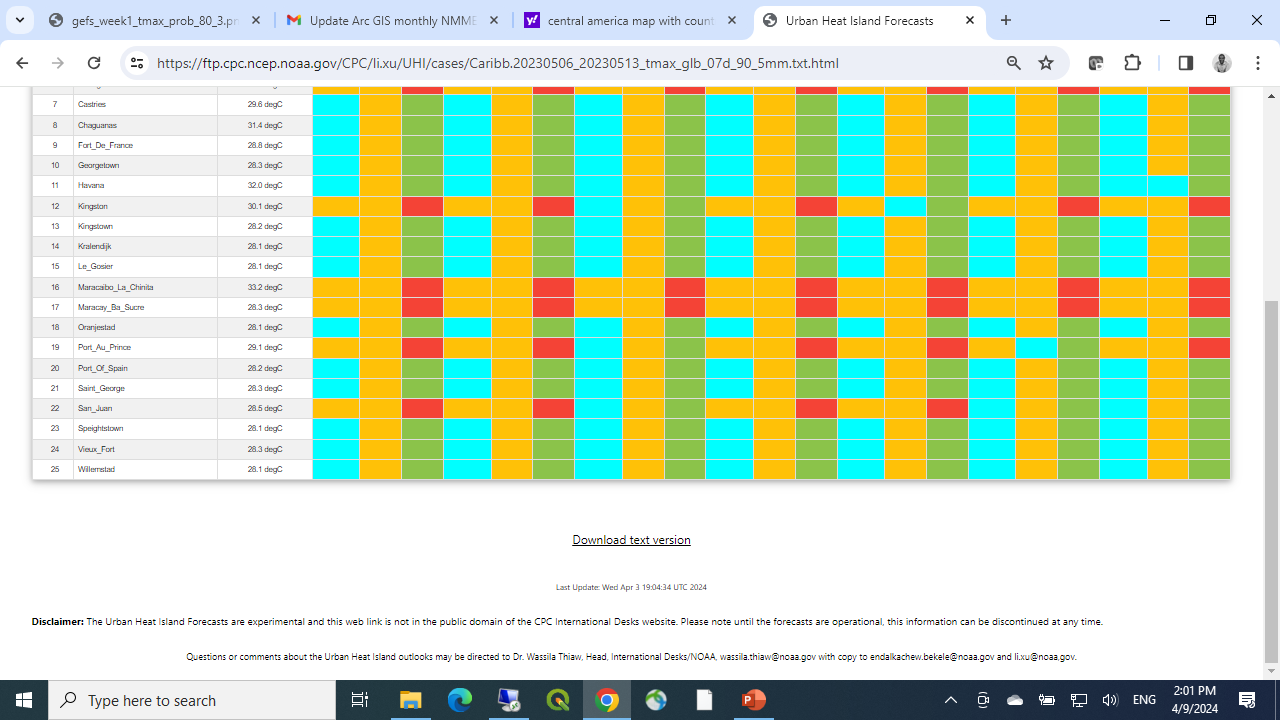 gefs_week1_tmax_prob_80_3.pn
Update Arc GIS monthly NMME
central america map with count
Urban Heat Island Forecasts
https://ftp.cpc.ncep.noaa.gov/CPC/li.xu/UHI/cases/Caribb.20230506_20230513_tmax_glb_07d_90_5mm.txt.html
7 Castries 29.6 degC
8 Chaguanas 31.4 degC
9 Fort_De_France 28.8 degC
10 Georgetown 28.3 degC
11 Havana 32.0 degC
12 Kingston 30.1 degC
13 Kingstown 28.2 degC
14 Kralendijk 28.1 degC
15 Le_Gosier 28.1 degC
16 Maracaibo_La_Chinita 33.2 degC
17 Maracay_Ba_Sucre 28.3 degC
18 Oranjestad 28.1 degC
19 Port_Au_Prince 29.1 degC
20 Port_Of_Spain 28.2 degC
21 Saint_George 28.3 degC
22 San_Juan 28.5 degC
23 Speightstown 28.1 degC
24 Vieux_Fort 28.3 degC
25 Willemstad 28.1 degC
Download text version
Last Update: Wed Apr 3 19:04:34 UTC 2024
Disclaimer: The Urban Heat Island Forecasts are experimental and this web link is not in the public domain of the CPC International Desks website. Please note until the forecasts are operational, this information can be discontinued at any time.
Questions or comments about the Urban Heat Island outlooks may be directed to Dr. Wassila Thiaw, Head, International Desks/NOAA, wassila.thiaw@noaa.gov with copy to endalkachew.bekele@noaa.gov and li.xu@noaa.gov.
Type here to search
ENG
2:01 PM
4/9/2024